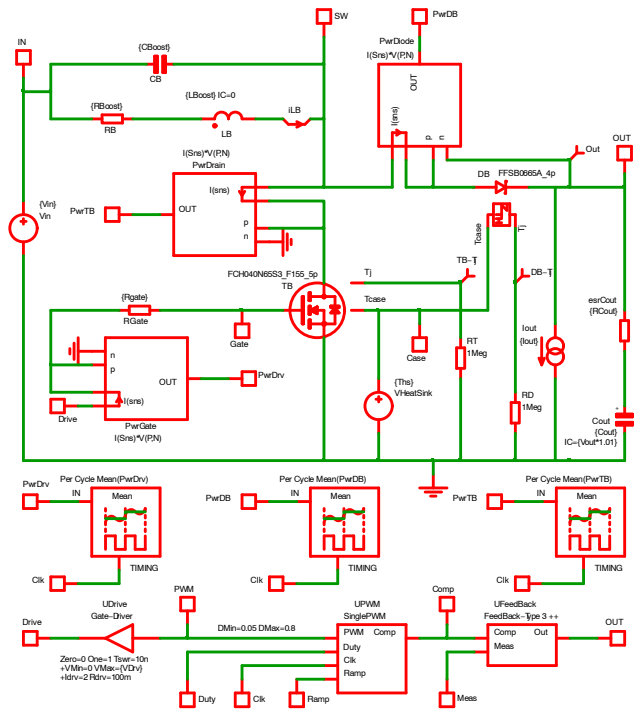 SW
PwrDB
IN
{CBoost}
CB
PwrDiode
I(Sns)*V(P,N)
OUT
I(sns)
p
n
{LBoost} IC=0
iLB
{RBoost}
RB
LB
Out
OUT
I(Sns)*V(P,N)
PwrDrain
DB
FFSB0665A_4p
I(sns)
PwrTB
OUT
p
n
{Vin}
Vin
Tcase
Tj
FCH040N65S3_F155_5p
TB
Tj
TB-Tj
DB-Tj
{Rgate}
RGate
Tcase
esrCout
{RCout}
Gate
Iout
{Iout}
Case
RT
1Meg
n
p
OUT
PwrDrv
I(sns)
Drive
PwrGate
I(Sns)*V(P,N)
{Ths}
VHeatSink
RD
1Meg
+
Cout
{Cout}
IC={Vout*1.01}
Per Cycle Mean(PwrDrv)
Per Cycle Mean(PwrDB)
Per Cycle Mean(PwrTB)
PwrDrv
IN
Mean
PwrDB
IN
Mean
PwrTB
IN
Mean
TIMING
TIMING
TIMING
Clk
Clk
Clk
UDrive
Gate-Driver
PWM
UPWM
SinglePWM
Comp
UFeedBack
FeedBack-Type 3 ++
Drive
DMin=0.05 DMax=0.8
PWM
Comp
Duty
Clk
Ramp
Comp
Out
Meas
OUT
Zero=0 One=1 Tswr=10n
+VMin=0 VMax={VDrv}
+Idrv=2 Rdrv=100m
Duty
Clk
Ramp
Meas